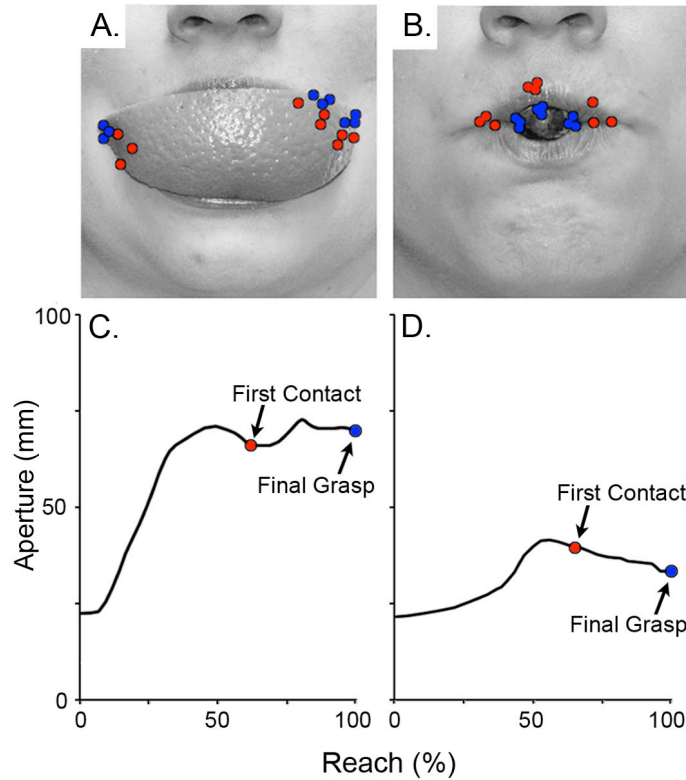 A.
B.
C.
D.
100
50
0
Aperture (mm)
First Contact
Final Grasp
First Contact
Final Grasp
0
50
100
0
50
100
Reach (%)